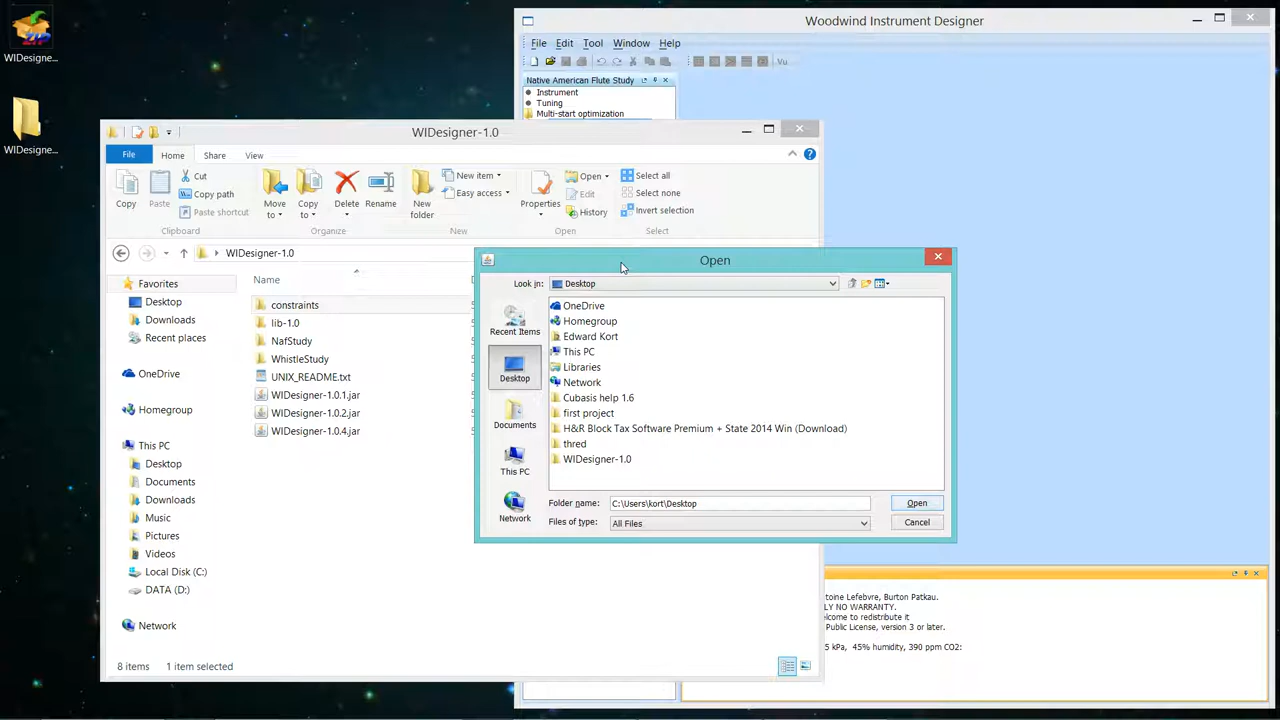 WIDesigne...
WIDesigne...
Woodwind Instrument Designer
File Edit Tool Window Help
Vu
Native American Flute Study
Instrument
Tuning
Multi-start optimization
WIDesigner-1.0
File Home Share View
Copy
Paste
Cut
Copy path
Paste shortcut
Clipboard
Move to
Copy to
Delete
Rename
Organize
New folder
New item
Easy access
New
Properties
Open
Edit
History
Open
Select all
Select none
Invert selection
Select
WIDesigner-1.0
Favorites
Desktop
Downloads
Recent places
OneDrive
Homegroup
This PC
Desktop
Documents
Downloads
Music
Pictures
Videos
Local Disk (C:)
DATA (D:)
Network
Name
constraints
lib-1.0
NafStudy
WhistleStudy
UNIX_README.txt
WIDesigner-1.0.1.jar
WIDesigner-1.0.2.jar
WIDesigner-1.0.4.jar
8 items 1 item selected
Open
Look in: Desktop
Recent Items
Desktop
Documents
This PC
Network
OneDrive
Homegroup
Edward Kort
This PC
Libraries
Network
Cubasis help 1.6
first project
H&R Block Tax Software Premium + State 2014 Win (Download)
thred
WIDesigner-1.0
Folder name: C:\Users\kort\Desktop
Open
Files of type: All Files
Cancel
toine Lefebvre, Burton Patkau.
LY NO WARRANTY.
elcome to redistribute it
Public License, version 3 or later.
5 kPa, 45% humidity, 390 ppm CO2: